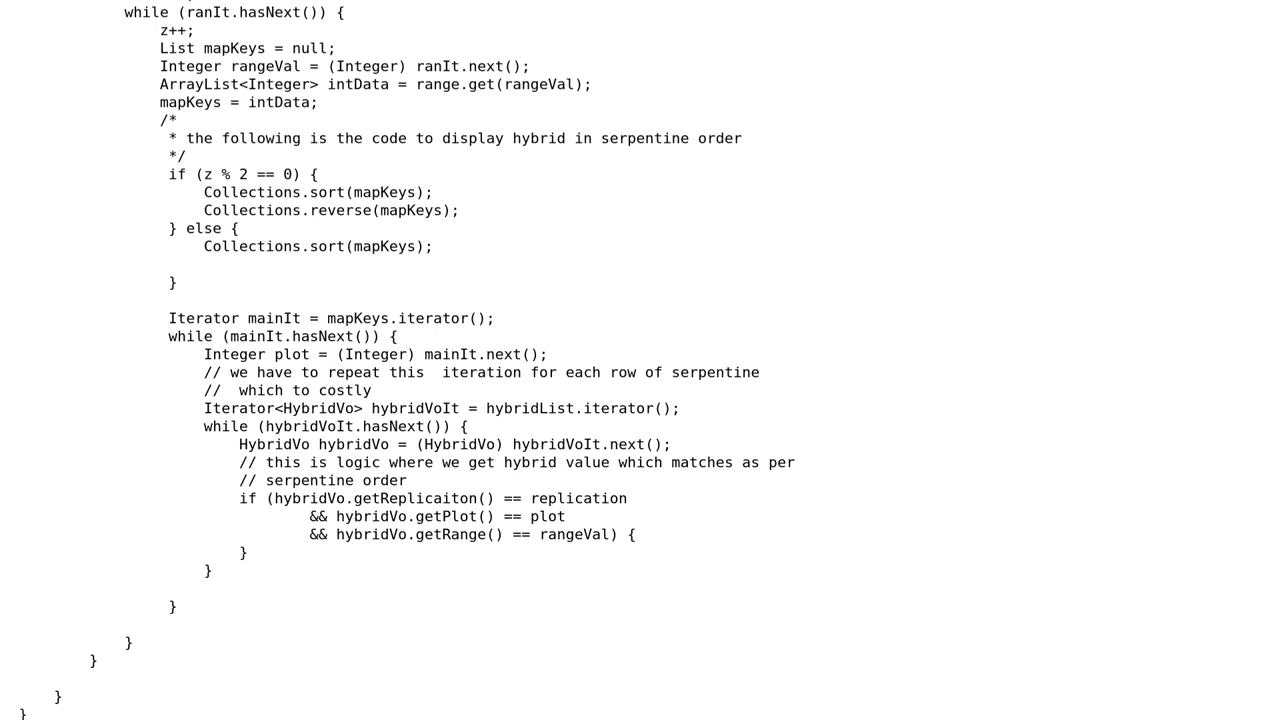 while (ranIt.hasNext()) {
z++;
List mapKeys = null;
Integer rangeVal = (Integer) ranIt.next();
ArrayList<Integer> intData = range.get(rangeVal);
mapKeys = intData;
/*
* the following is the code to display hybrid in serpentine order
*/
if (z % 2 == 0) {
Collections.sort(mapKeys);
Collections.reverse(mapKeys);
} else {
Collections.sort(mapKeys);
}
Iterator mainIt = mapKeys.iterator();
while (mainIt.hasNext()) {
Integer plot = (Integer) mainIt.next();
// we have to repeat this  iteration for each row of serpentine
//  which to costly
Iterator<HybridVo> hybridVoIt = hybridList.iterator();
while (hybridVoIt.hasNext()) {
HybridVo hybridVo = (HybridVo) hybridVoIt.next();
// this is logic where we get hybrid value which matches as per
// serpentine order
if (hybridVo.getReplicaiton() == replication
&& hybridVo.getPlot() == plot
&& hybridVo.getRange() == rangeVal) {
}
}
}
}
}
}
}